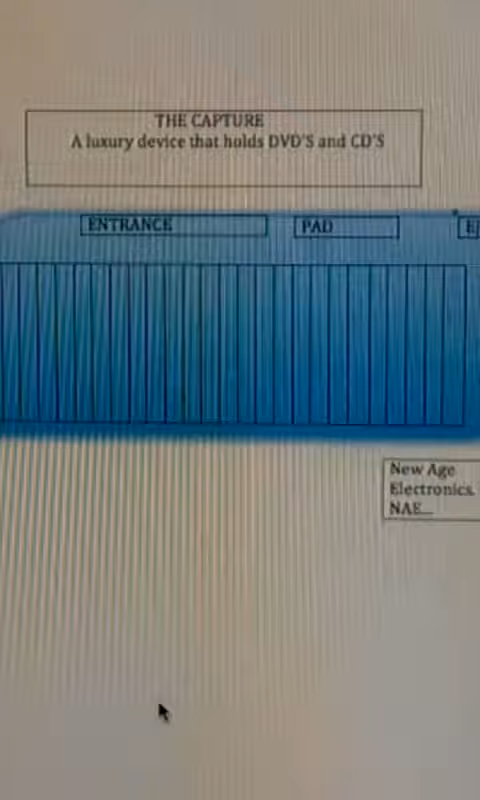 THE CAPTURE
A luxury device that holds DVD'S and CD'S
ENTRANCE
PAD
New Age
Electronics.
NAE...